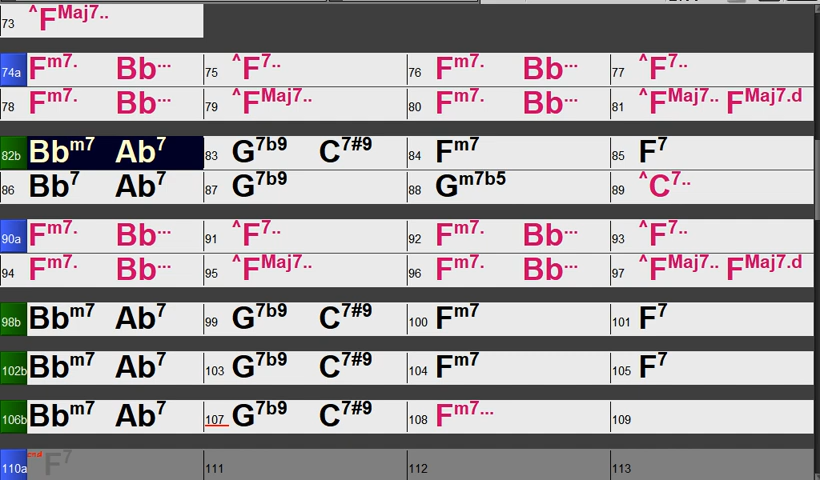 73 ^FMaj7..
74a Fm7. Bb... 75 ^F7.. 76 Fm7. Bb... 77 ^F7..
78 Fm7. Bb... 79 ^FMaj7.. 80 Fm7. Bb... 81 ^FMaj7.. FMaj7.d
82b Bbm7 Ab7 83 G7b9 C7#9 84 Fm7 85 F7
86 Bb7 Ab7 87 G7b9 88 Gm7b5 89 ^C7..
90a Fm7. Bb... 91 ^F7.. 92 Fm7. Bb... 93 ^F7..
94 Fm7. Bb... 95 ^FMaj7.. 96 Fm7. Bb... 97 ^FMaj7.. FMaj7.d
98b Bbm7 Ab7 99 G7b9 C7#9 100 Fm7 101 F7
102b Bbm7 Ab7 103 G7b9 C7#9 104 Fm7 105 F7
106b Bbm7 Ab7 107 G7b9 C7#9 108 Fm7... 109
110a F7 111 112 113